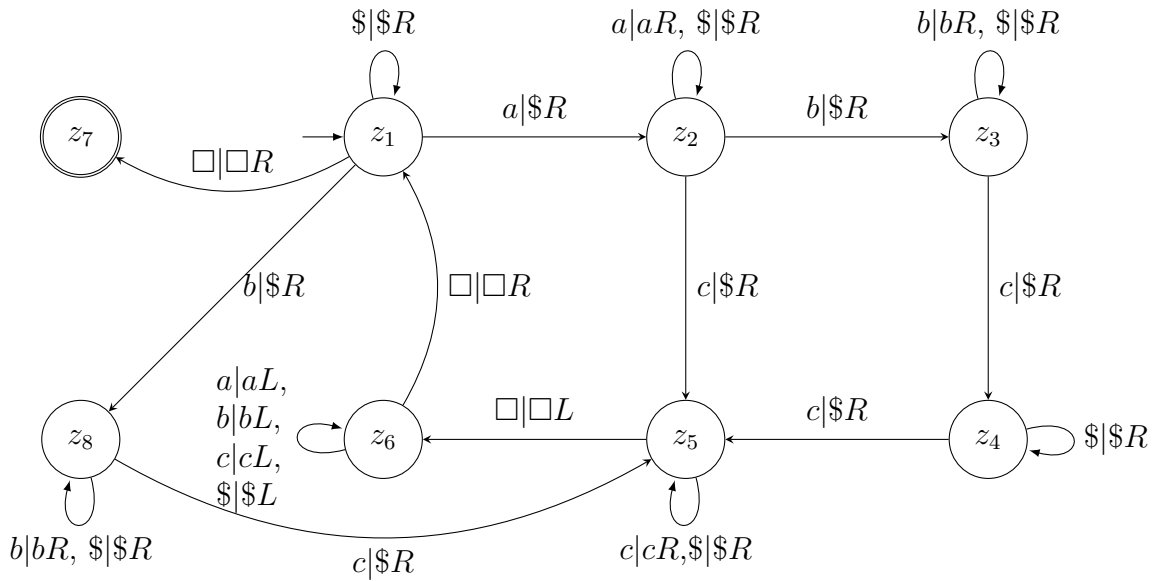 $|$R
a|aR, $|$R
b|bR, $|$R
z₇
z₁
a|$R
z₂
b|$R
z₃
□|□R
b|$R
□|□R
c|$R
c|$R
a|aL,
b|bL,
c|cL,
$|$L
z₈
z₆
□|□L
z₅
c|$R
z₄
$|$R
b|bR, $|$R
c|$R
c|cR,$|$R